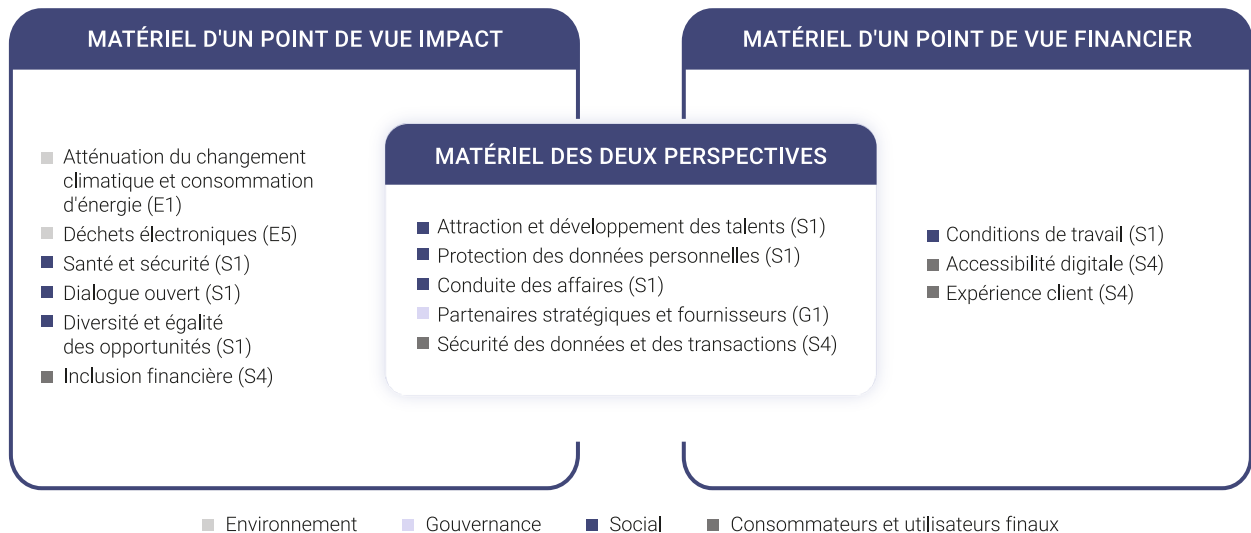 MATÉRIEL D'UN POINT DE VUE IMPACT
Atténuation du changement
climatique et consommation
d'énergie (E1)
Déchets électroniques (E5)
Santé et sécurité (S1)
Dialogue ouvert (S1)
Diversité et égalité
des opportunités (S1)
Inclusion financière (S4)
MATÉRIEL DES DEUX PERSPECTIVES
Attraction et développement des talents (S1)
Protection des données personnelles (S1)
Conduite des affaires (S1)
Partenaires stratégiques et fournisseurs (G1)
Sécurité des données et des transactions (S4)
MATÉRIEL D'UN POINT DE VUE FINANCIER
Conditions de travail (S1)
Accessibilité digitale (S4)
Expérience client (S4)
Environnement
Gouvernance
Social
Consommateurs et utilisateurs finaux